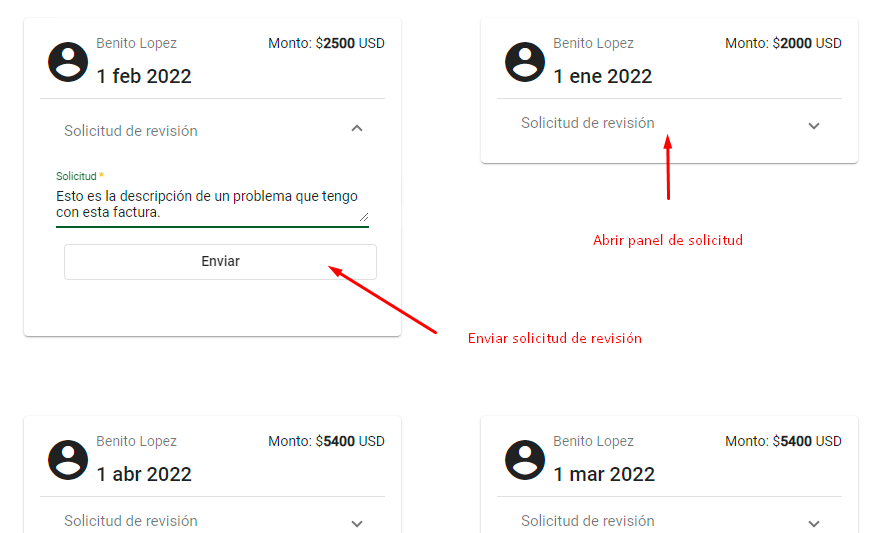 Benito Lopez
Monto: $2500 USD
1 feb 2022
Solicitud de revisión
Solicitud *
Esto es la descripción de un problema que tengo
con esta factura.
Enviar
Enviar solicitud de revisión
Benito Lopez
Monto: $2000 USD
1 ene 2022
Solicitud de revisión
Abrir panel de solicitud
Benito Lopez
Monto: $5400 USD
1 abr 2022
Solicitud de revisión
Benito Lopez
Monto: $5400 USD
1 mar 2022
Solicitud de revisión